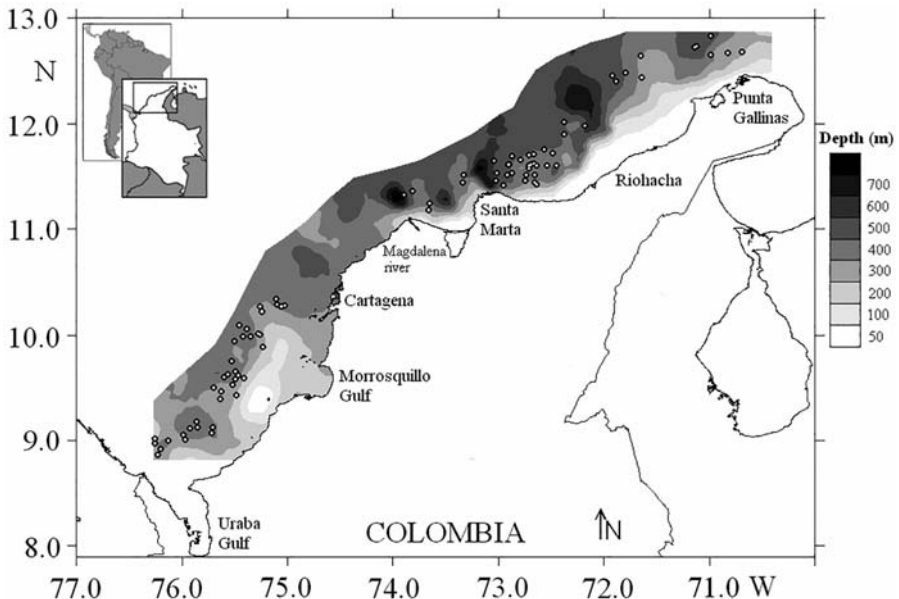 13.0
N
12.0
11.0
10.0
9.0
8.0
77.0
76.0
75.0
74.0
73.0
72.0
71.0 W
Punta
Gallinas
Riohacha
Santa
Marta
Magdalena
river
Cartagena
Morrosquillo
Gulf
Uraba
Gulf
COLOMBIA
N
Depth (m)
700
600
500
400
300
200
100
50